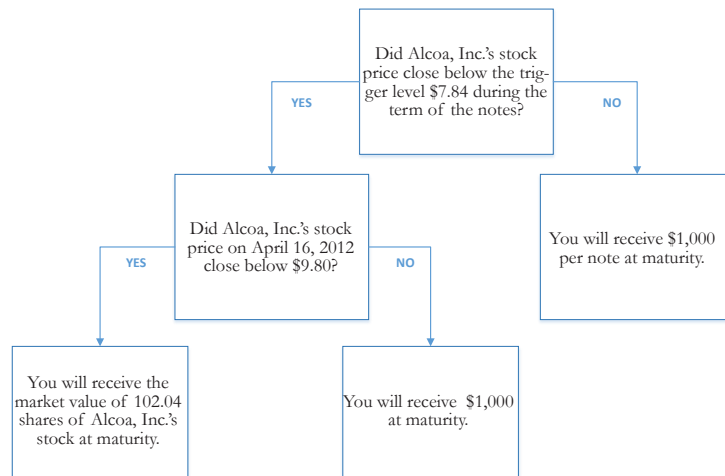 Did Alcoa, Inc.'s stock
price close below the trig-
ger level $7.84 during the
term of the notes?
YES
NO
Did Alcoa, Inc.'s stock
price on April 16, 2012
close below $9.80?
You will receive $1,000
per note at maturity.
YES
NO
You will receive the
market value of 102.04
shares of Alcoa, Inc.'s
stock at maturity.
You will receive $1,000
at maturity.